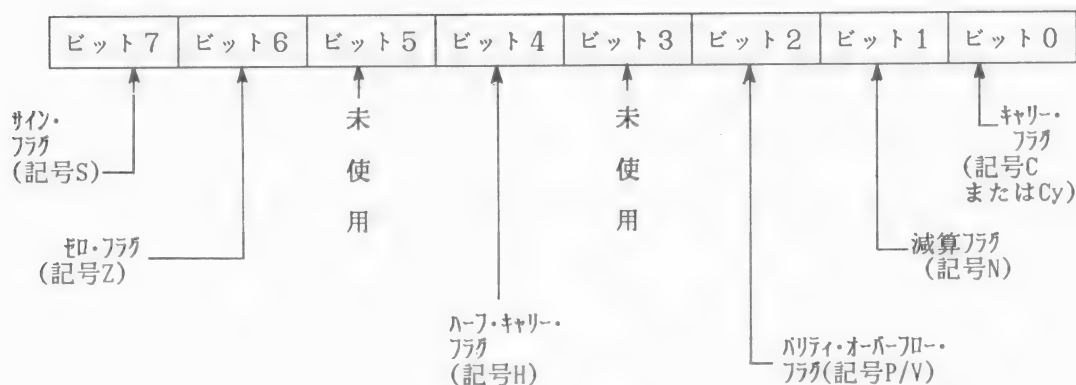 ビット7 ビット6 ビット5 ビット4 ビット3 ビット2 ビット1 ビット0
サイン・
フラグ
(記号S)
ゼロ・フラグ
(記号Z)
未
使
用
ハーフ・キャリー・
フラグ
(記号H)
未
使
用
パリティ・オーバーフロー・
フラグ(記号P/V)
減算フラグ
(記号N)
キャリー・
フラグ
(記号C
またはCy)